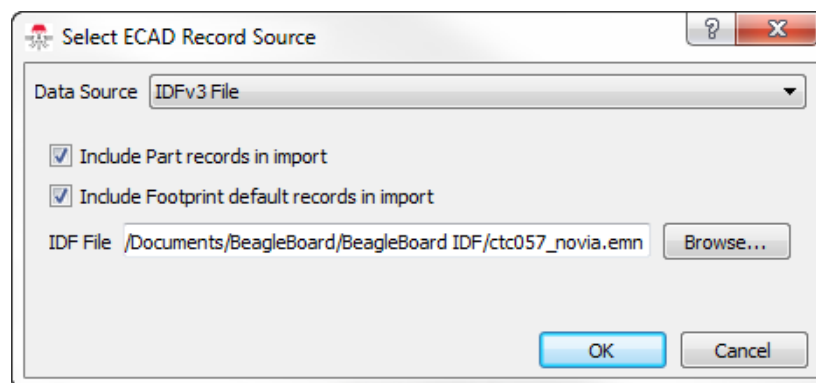 Select ECAD Record Source
Data Source IDFv3 File
Include Part records in import
Include Footprint default records in import
IDF File /Documents/BeagleBoard/BeagleBoard IDF/ctc057_novia.emn Browse...
OK Cancel